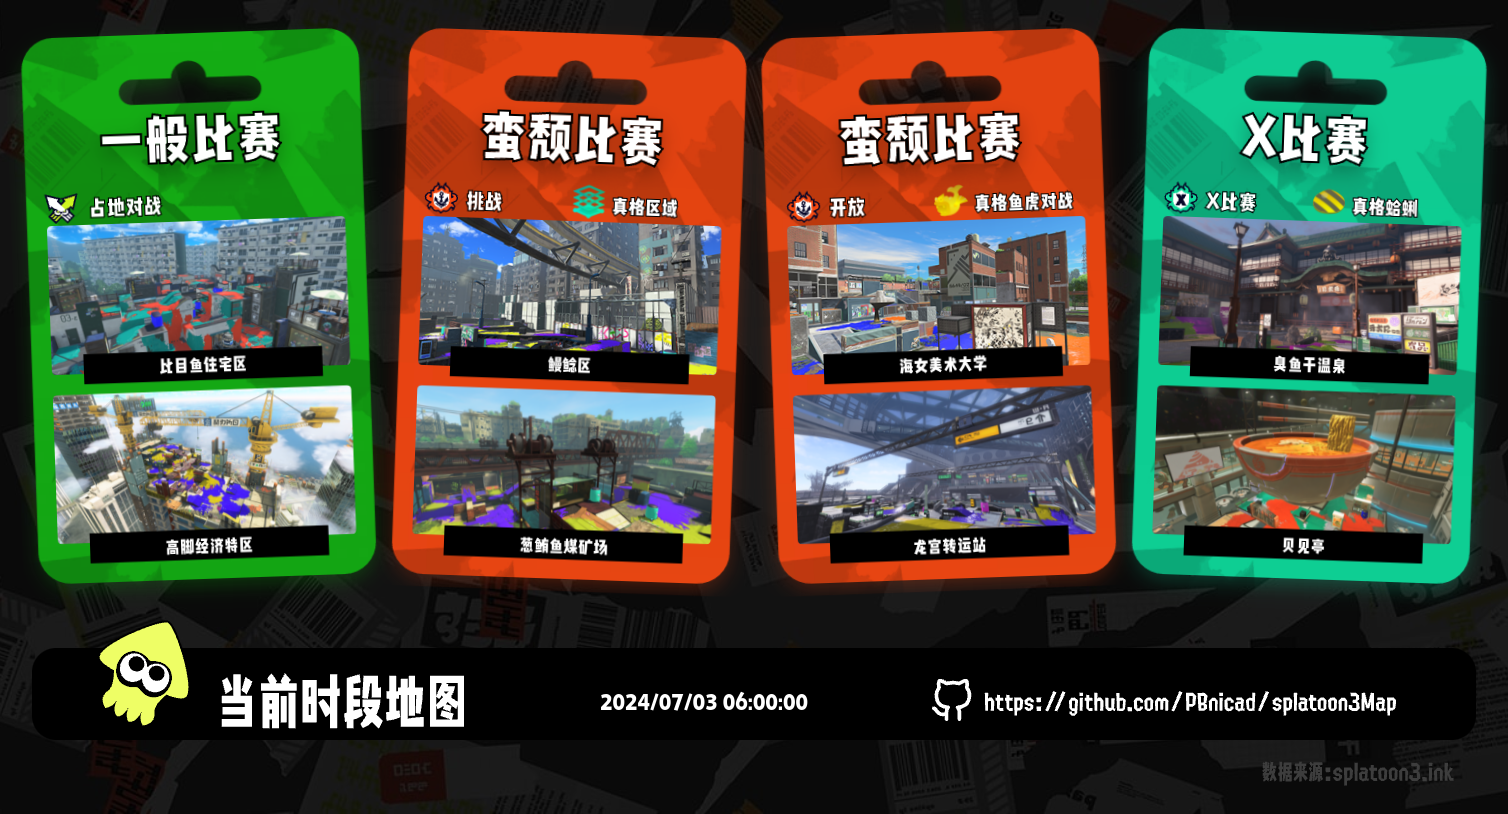 一般比赛
占地对战
比目鱼住宅区
高脚经济特区
蛮颓比赛
挑战
真格区域
鳗鲶区
葱鲔鱼煤矿场
蛮颓比赛
开放
真格鱼虎对战
海女美术大学
龙宫转运站
X比赛
X比赛
真格蛤蜊
臭鱼干温泉
贝见亭
当前时段地图
2024/07/03 06:00:00
https://github.com/PBnicad/splatoon3Map
数据来源:splatoon3.ink